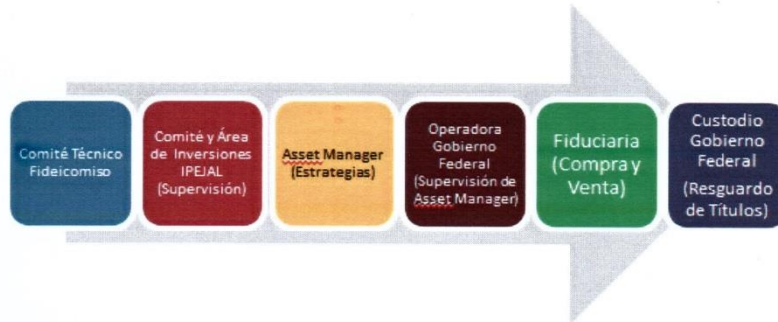 Comité Técnico
Fideicomiso
Comité y Área
de Inversiones
IPEJAL
(Supervisión)
Asset Manager
(Estrategias)
Operadora
Gobierno
Federal
(Supervisión de
Asset Manager)
Fiduciaria
(Compra y
Venta)
Custodio
Gobierno
Federal
(Resguardo
de Títulos)